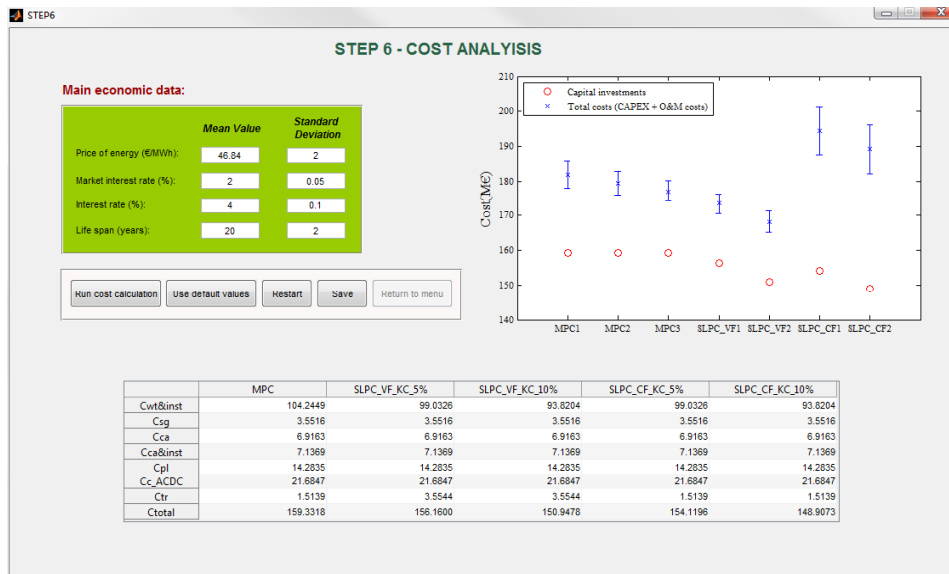 STEP6
STEP 6 - COST ANALYISIS
Main economic data:
Mean Value Standard Deviation
Price of energy (€/MWh): 46.84 2
Market interest rate (%): 2 0.05
Interest rate (%): 4 0.1
Life span (years): 20 2
Run cost calculation Use default values Restart Save Return to menu
Capital investments
Total costs (CAPEX + O&M costs)
Cost(M€)
210
200
190
180
170
160
150
140
MPC1 MPC2 MPC3 SLPC_VF1 SLPC_VF2 SLPC_CF1 SLPC_CF2
MPC SLPC_VF_KC_5% SLPC_VF_KC_10% SLPC_CF_KC_5% SLPC_CF_KC_10%
Cwt&inst 104.2449 99.0326 93.8204 99.0326 93.8204
Csg 3.5516 3.5516 3.5516 3.5516 3.5516
Cca 6.9163 6.9163 6.9163 6.9163 6.9163
Cca&inst 7.1369 7.1369 7.1369 7.1369 7.1369
Cpl 14.2835 14.2835 14.2835 14.2835 14.2835
Cc_ACDC 21.6847 21.6847 21.6847 21.6847 21.6847
Ctr 1.5139 3.5544 3.5544 1.5139 1.5139
Ctotal 159.3318 156.1600 150.9478 154.1196 148.9073